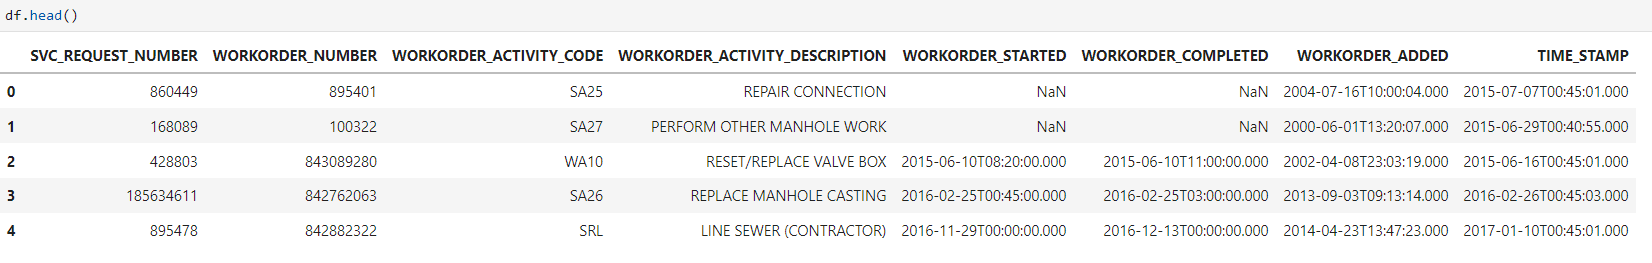 df.head()
SVC_REQUEST_NUMBER WORKORDER_NUMBER WORKORDER_ACTIVITY_CODE WORKORDER_ACTIVITY_DESCRIPTION WORKORDER_STARTED WORKORDER_COMPLETED WORKORDER_ADDED TIME_STAMP
0 860449 895401 SA25 REPAIR CONNECTION NaN NaN 2004-07-16T10:00:04.000 2015-07-07T00:45:01.000
1 168089 100322 SA27 PERFORM OTHER MANHOLE WORK NaN NaN 2000-06-01T13:20:07.000 2015-06-29T00:40:55.000
2 428803 843089280 WA10 RESET/REPLACE VALVE BOX 2015-06-10T08:20:00.000 2015-06-10T11:00:00.000 2002-04-08T23:03:19.000 2015-06-16T00:45:01.000
3 185634611 842762063 SA26 REPLACE MANHOLE CASTING 2016-02-25T00:45:00.000 2016-02-25T03:00:00.000 2013-09-03T09:13:14.000 2016-02-26T00:45:03.000
4 895478 842882322 SRL LINE SEWER (CONTRACTOR) 2016-11-29T00:00:00.000 2016-12-13T00:00:00.000 2014-04-23T13:47:23.000 2017-01-10T00:45:01.000